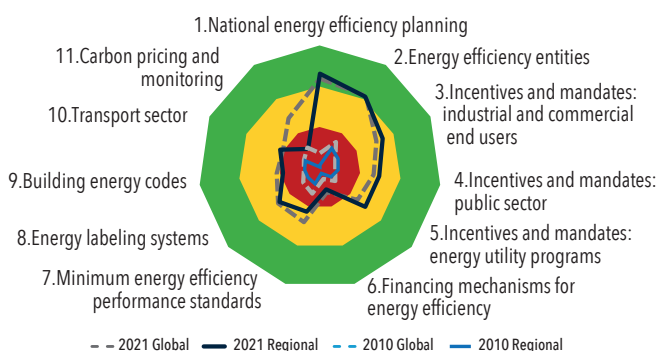 1.National energy efficiency planning
2.Energy efficiency entities
3.Incentives and mandates:
industrial and commercial
end users
4.Incentives and mandates:
public sector
5.Incentives and mandates:
energy utility programs
6.Financing mechanisms for
energy efficiency
7.Minimum energy efficiency
performance standards
8.Energy labeling systems
9.Building energy codes
10.Transport sector
11.Carbon pricing and
monitoring
2021 Global 2021 Regional 2010 Global 2010 Regional